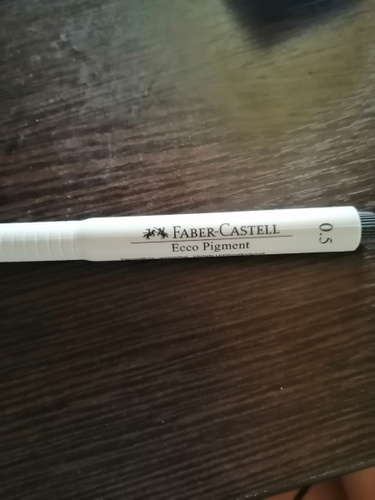 FABER-CASTELL
Ecco Pigment
0.5